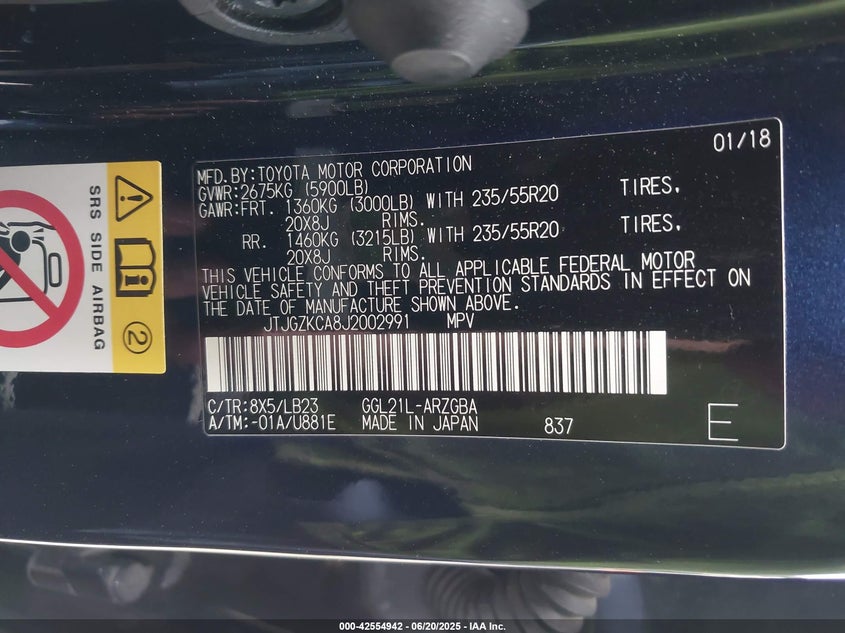 01/18
MFD.BY:TOYOTA MOTOR CORPORATION
GVWR:2675KG (5900LB)
GAWR:FRT. 1360KG (3000LB) WITH 235/55R20 TIRES,
20X8J RIMS.
RR. 1460KG (3215LB) WITH 235/55R20 TIRES,
20X8J RIMS.
THIS VEHICLE CONFORMS TO ALL APPLICABLE FEDERAL MOTOR
VEHICLE SAFETY AND THEFT PREVENTION STANDARDS IN EFFECT ON
THE DATE OF MANUFACTURE SHOWN ABOVE.
JTJGZKCA8J2002991 MPV
C/TR:8X5/LB23 GGL21L-ARZGBA
A/TM:-01A/U881E MADE IN JAPAN 837 E
SRS SIDE AIRBAG
2
000-42554942 - 06/20/2025 - IAA Inc.